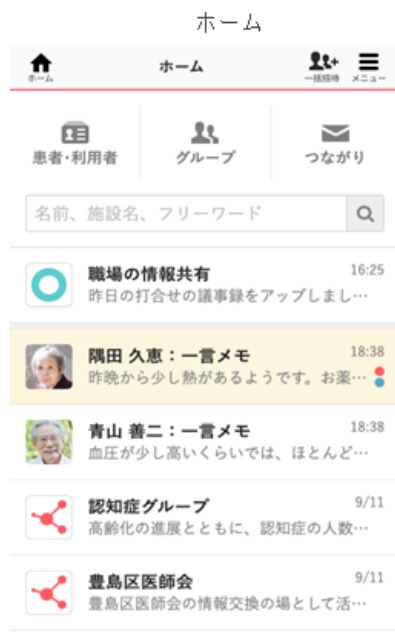 ホーム
ホーム
ホーム
一括招待
メニュー
患者・利用者
グループ
つながり
名前、施設名、フリーワード
職場の情報共有
16:25
昨日の打合せの議事録をアップしまし…
隅田 久恵：一言メモ
18:38
昨晩から少し熱があるようです。お薬…
青山 善二：一言メモ
18:38
血圧が少し高いくらいでは、ほとんど…
認知症グループ
9/11
高齢化の進展とともに、認知症の人数…
豊島区医師会
9/11
豊島区医師会の情報交換の場として活…